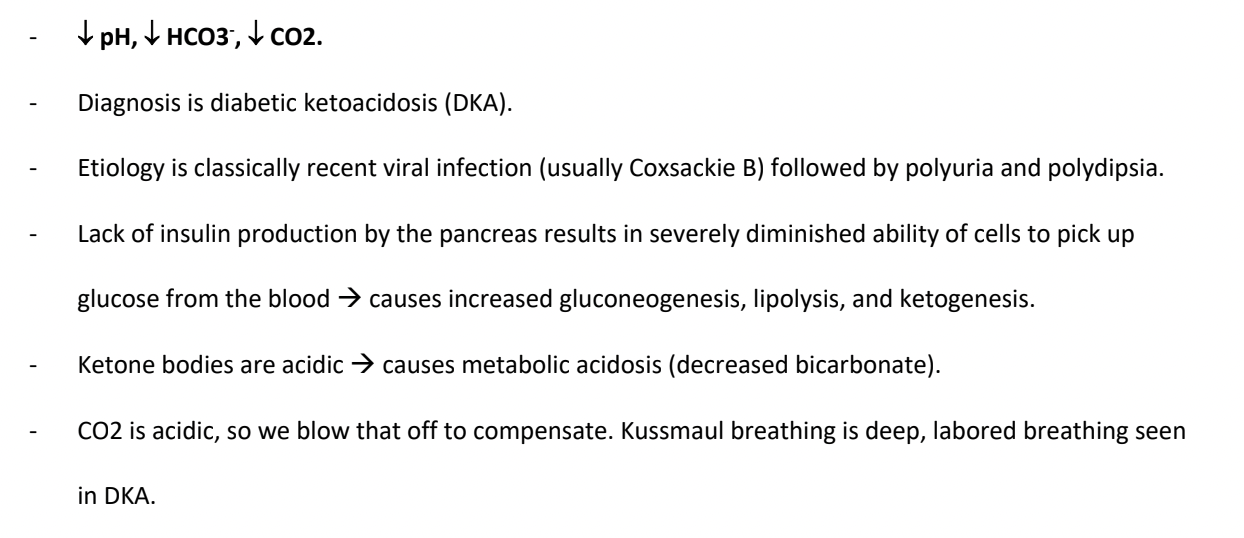 - ↓ pH, ↓ HCO3⁻, ↓ CO2.
- Diagnosis is diabetic ketoacidosis (DKA).
- Etiology is classically recent viral infection (usually Coxsackie B) followed by polyuria and polydipsia.
- Lack of insulin production by the pancreas results in severely diminished ability of cells to pick up
glucose from the blood → causes increased gluconeogenesis, lipolysis, and ketogenesis.
- Ketone bodies are acidic → causes metabolic acidosis (decreased bicarbonate).
- CO2 is acidic, so we blow that off to compensate. Kussmaul breathing is deep, labored breathing seen
in DKA.